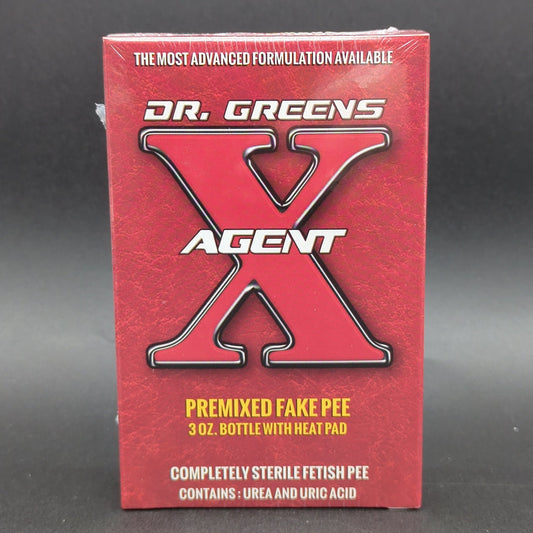 THE MOST ADVANCED FORMULATION AVAILABLE
DR. GREENS
X
AGENT
PREMIXED FAKE PEE
3 OZ. BOTTLE WITH HEAT PAD
COMPLETELY STERILE FETISH PEE
CONTAINS : UREA AND URIC ACID